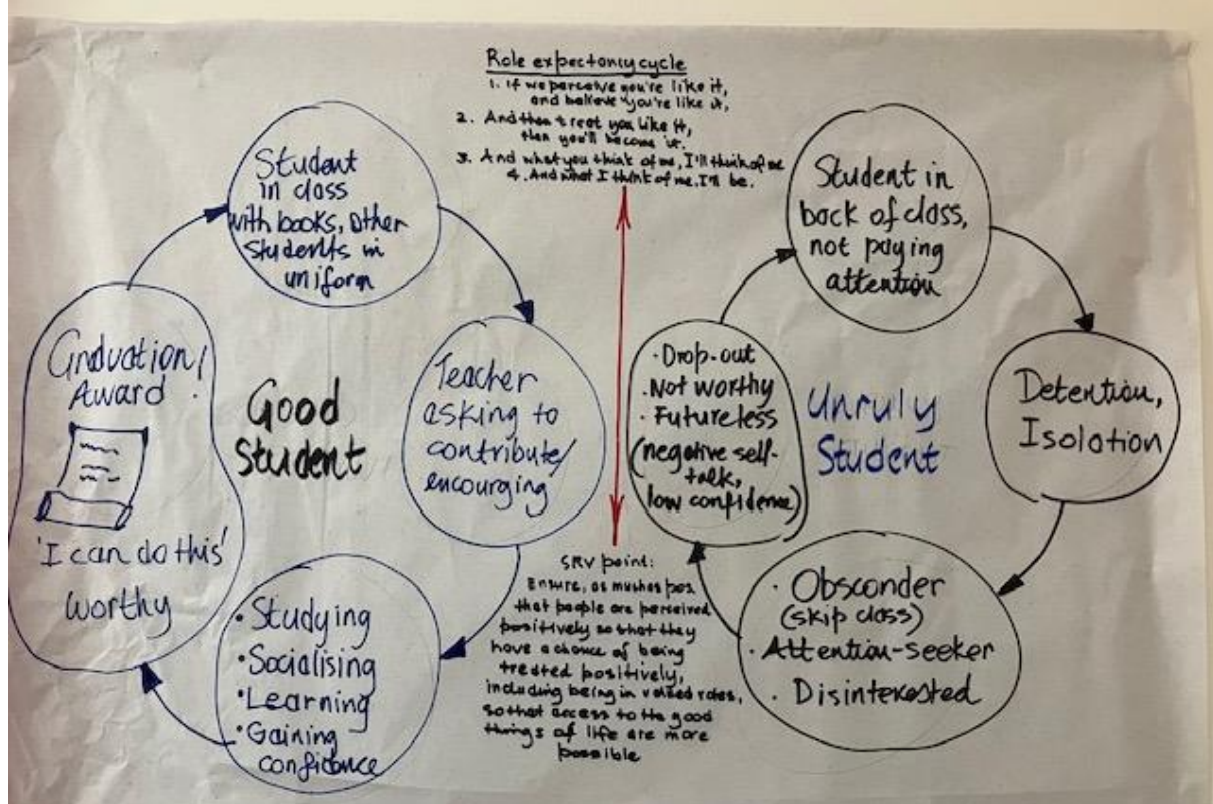 Role expectancy cycle
1. If we perceive you're like it,
and believe you're like it,
2. And then treat you like it,
then you'll become it.
3. And what you think of me, I'll think of me
4. And what I think of me, I'll be.
Student
in class
with books, other
students in
uniform
Teacher
asking to
contribute/
encourging
• Studying
• Socialising
• Learning
• Gaining
confidence
Graduation/
Award
'I can do this'
worthy
Good
Student
Student in
back of class,
not paying
attention
Detention,
Isolation
• Obsconder
(skip class)
• Attention-seeker
• Disinterested
• Drop-out
• Not worthy
• Futureless
(negative self-
talk,
low confidence)
Unruly
Student
SRV point:
Ensure, as much as pos
that people are perceived
positively so that they
have a chance of being
treated positively,
including being in valued roles,
so that access to the good
things of life are more
possible